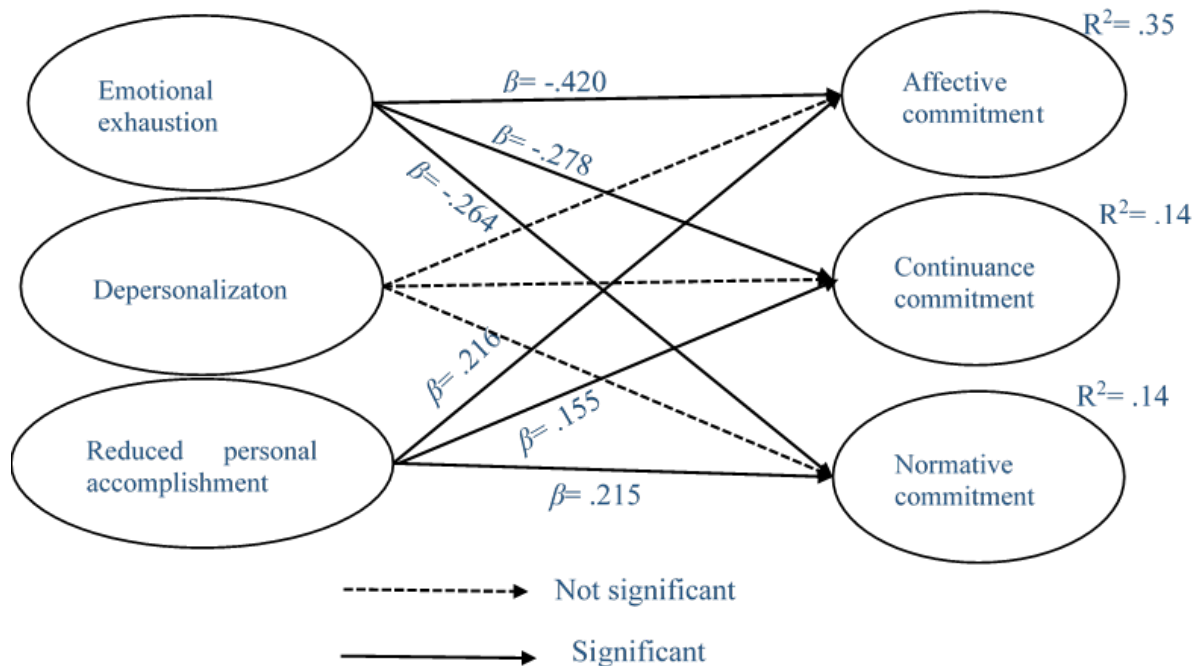 R²= .35
Emotional
exhaustion
β= -.420
Affective
commitment
β= -.278
β= -.264
R²= .14
Depersonalizaton
Continuance
commitment
β= .216
β= .155
R²= .14
Reduced personal
accomplishment
β= .215
Normative
commitment
Not significant
Significant